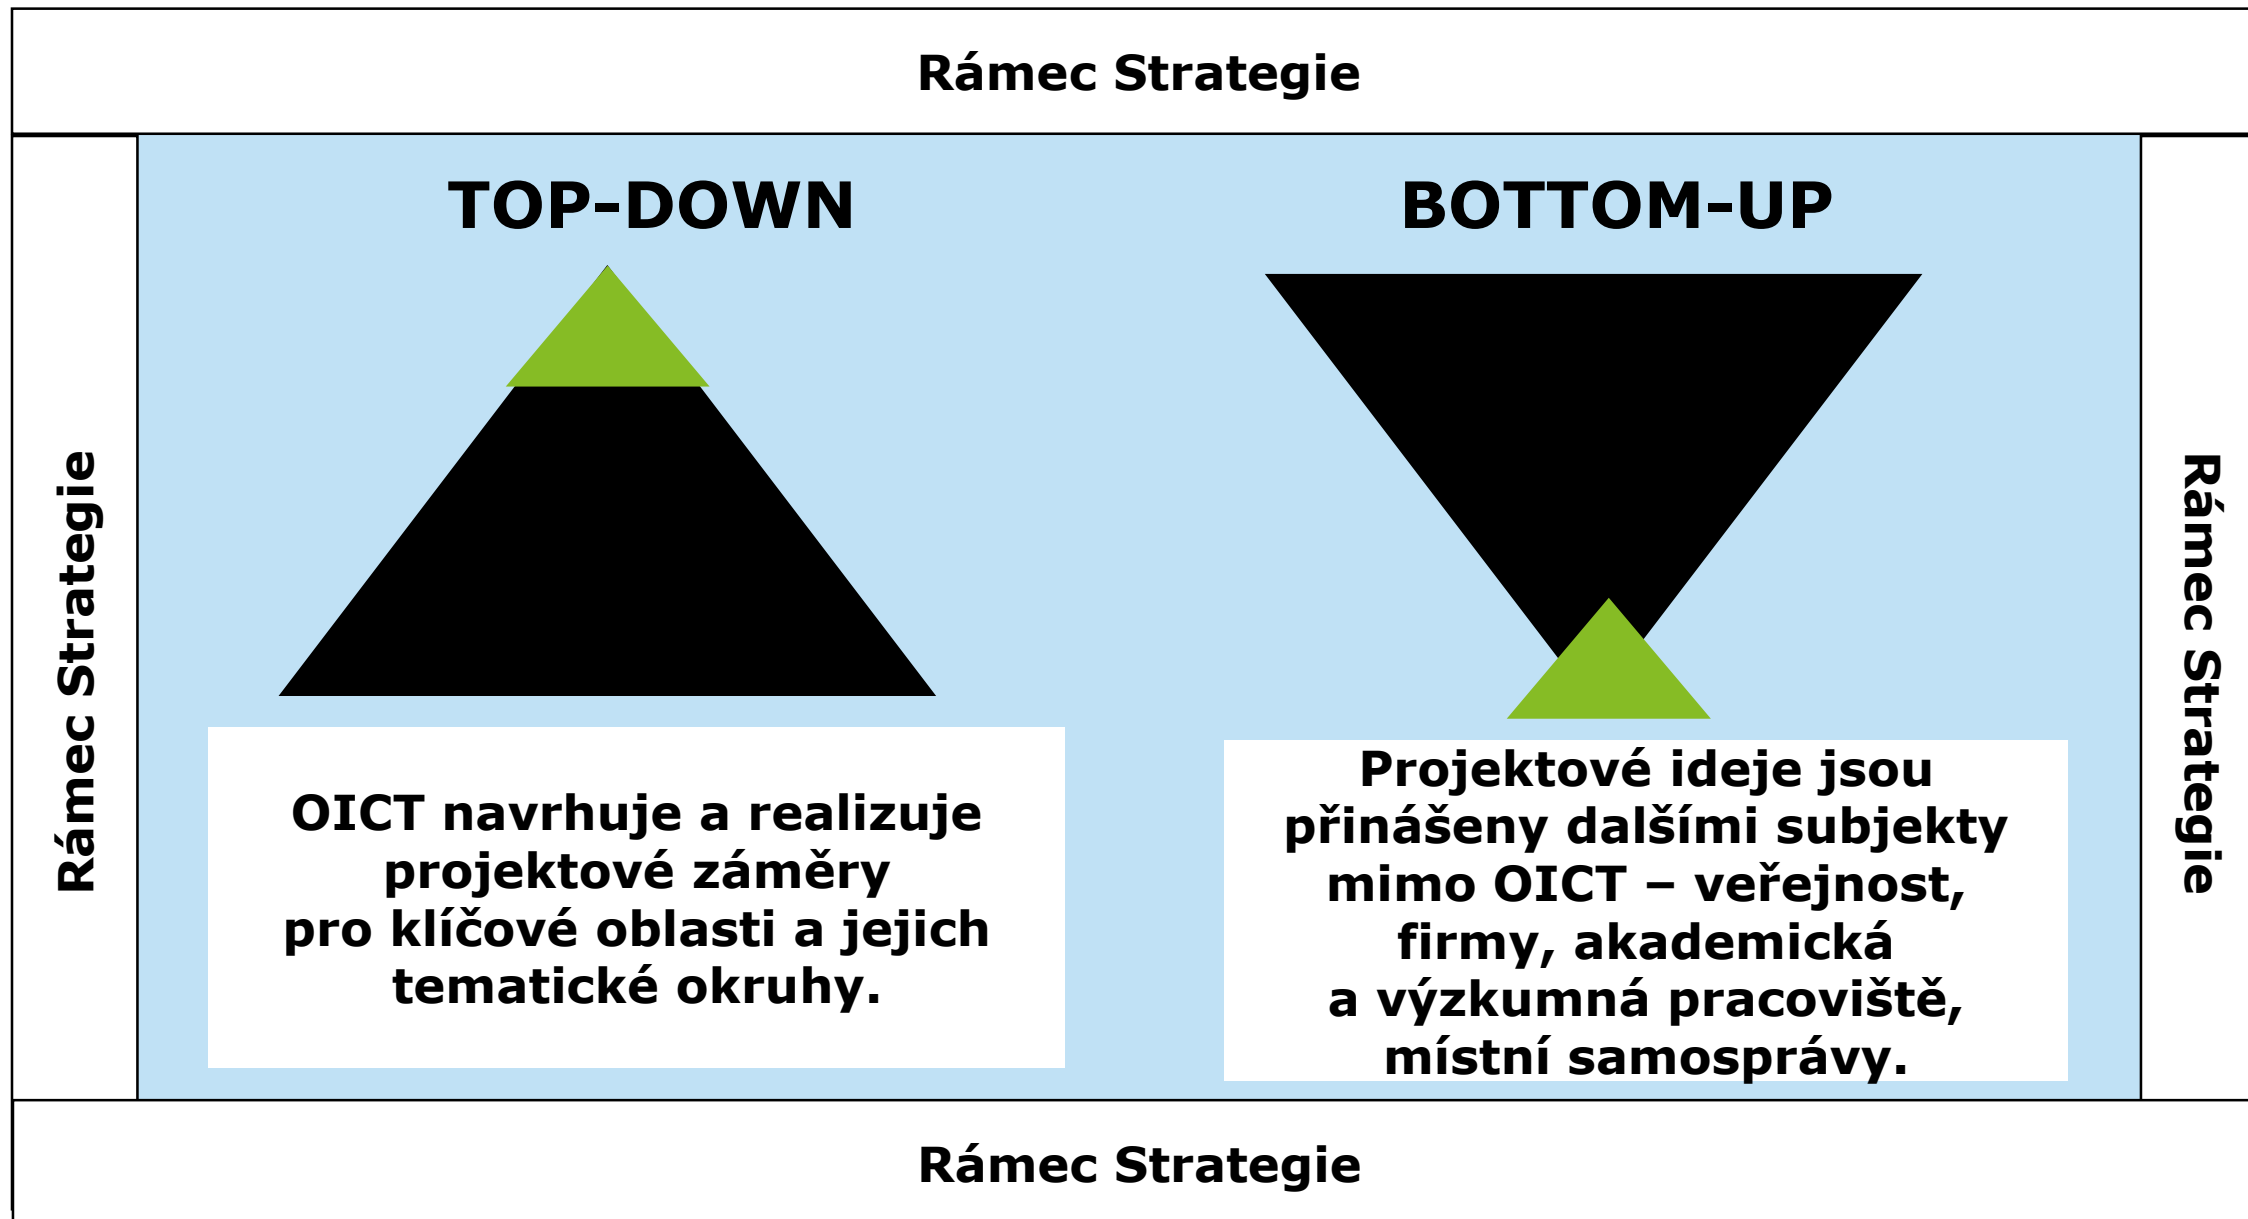 Rámec Strategie
Rámec Strategie
TOP–DOWN
OICT navrhuje a realizuje
projektové záměry
pro klíčové oblasti a jejich
tematické okruhy.
BOTTOM–UP
Projektové ideje jsou
přinášeny dalšími subjekty
mimo OICT – veřejnost,
firmy, akademická
a výzkumná pracoviště,
místní samosprávy.
Rámec Strategie
Rámec Strategie